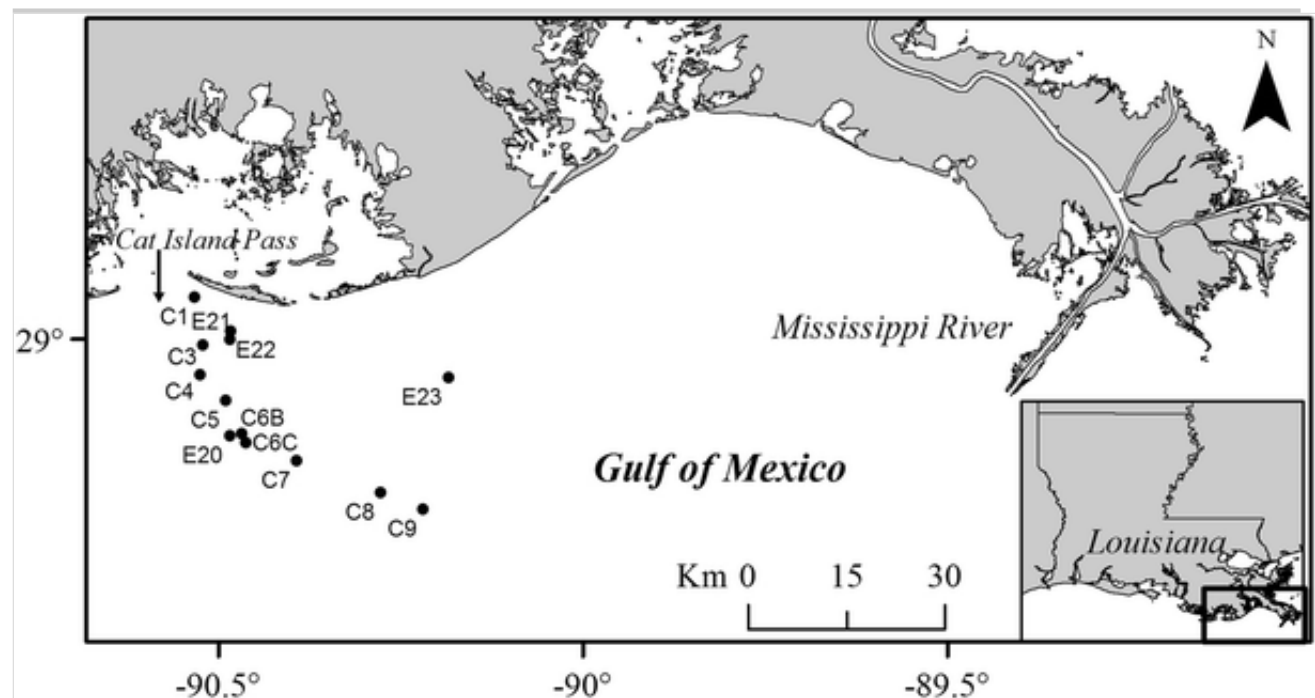 N
Cat Island Pass
C1
E21
E22
C3
C4
C5
C6B
C6C
E20
C7
C8
C9
E23
29°
Mississippi River
Gulf of Mexico
Km 0 15 30
Louisiana
-90.5° -90° -89.5°